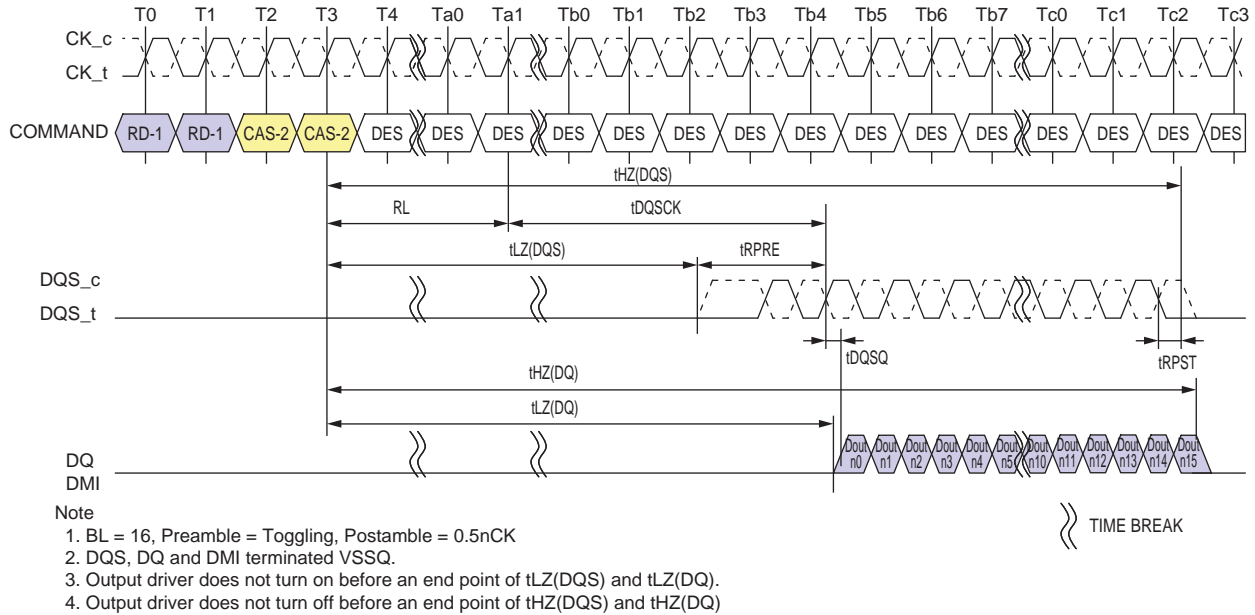 T0 T1 T2 T3 T4 Ta0 Ta1 Tb0 Tb1 Tb2 Tb3 Tb4 Tb5 Tb6 Tb7 Tc0 Tc1 Tc2 Tc3
CK_c
CK_t
COMMAND RD-1 RD-1 CAS-2 CAS-2 DES DES DES DES DES DES DES DES DES DES DES DES DES DES DES
tHZ(DQS)
RL tDQSCK
tLZ(DQS) tRPRE
DQS_c
DQS_t
tDQSQ tRPST
tHZ(DQ)
tLZ(DQ)
Dout Dout Dout Dout Dout Dout Dout Dout Dout Dout Dout Dout
n0 n1 n2 n3 n4 n5 n10 n11 n12 n13 n14 n15
DQ
DMI
Note
1. BL = 16, Preamble = Toggling, Postamble = 0.5nCK
2. DQS, DQ and DMI terminated VSSQ.
3. Output driver does not turn on before an end point of tLZ(DQS) and tLZ(DQ).
4. Output driver does not turn off before an end point of tHZ(DQS) and tHZ(DQ)
TIME BREAK